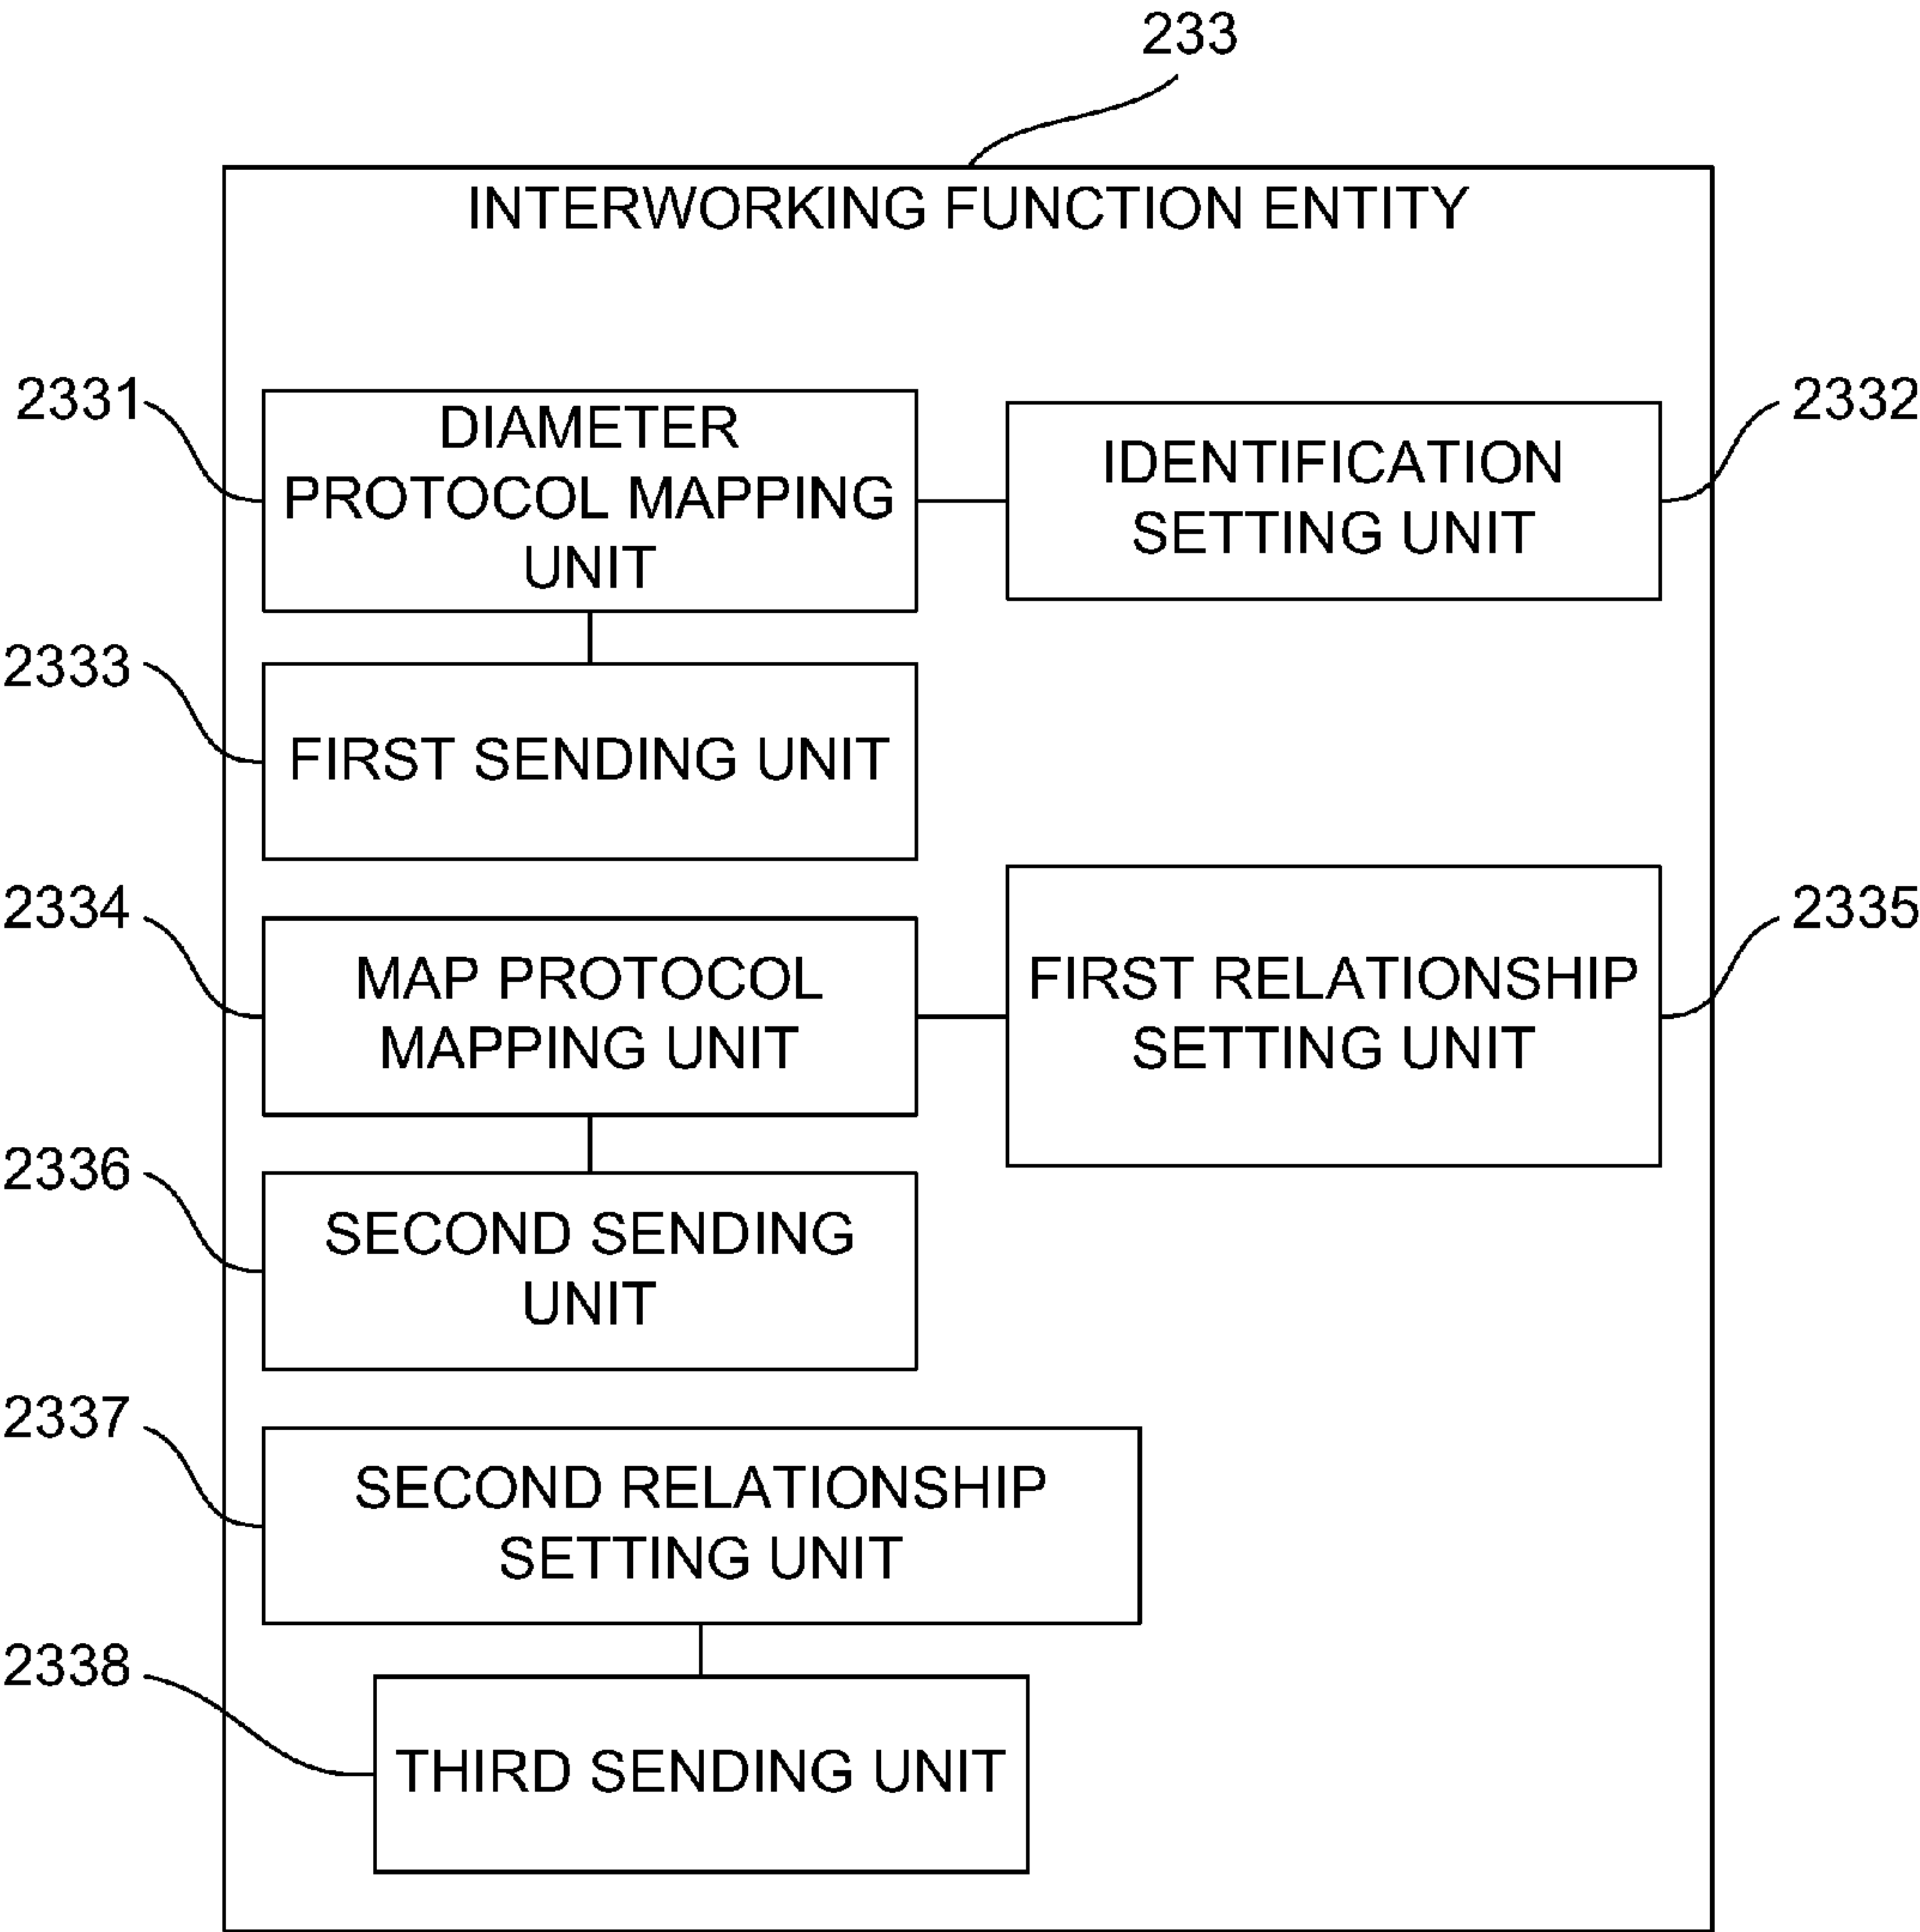 233
INTERWORKING FUNCTION ENTITY
2331
DIAMETER
PROTOCOL MAPPING
UNIT
IDENTIFICATION
SETTING UNIT
2332
2333
FIRST SENDING UNIT
2334
MAP PROTOCOL
MAPPING UNIT
FIRST RELATIONSHIP
SETTING UNIT
2335
2336
SECOND SENDING
UNIT
2337
SECOND RELATIONSHIP
SETTING UNIT
2338
THIRD SENDING UNIT